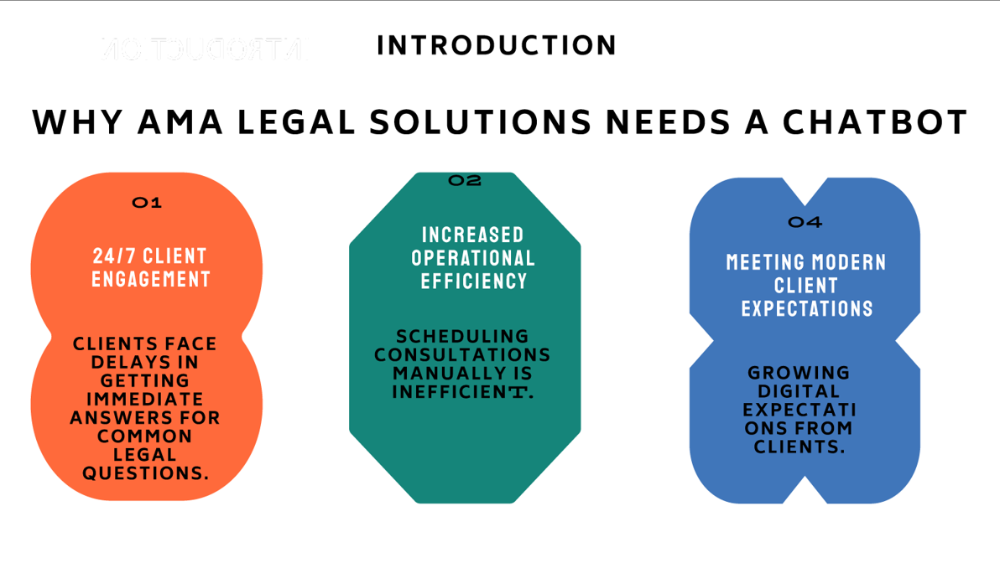 INTRODUCTION
WHY AMA LEGAL SOLUTIONS NEEDS A CHATBOT
01
24/7 CLIENT
ENGAGEMENT
CLIENTS FACE
DELAYS IN
GETTING
IMMEDIATE
ANSWERS FOR
COMMON
LEGAL
QUESTIONS.
02
INCREASED
OPERATIONAL
EFFICIENCY
SCHEDULING
CONSULTATIONS
MANUALLY IS
INEFFICIENT.
04
MEETING MODERN
CLIENT
EXPECTATIONS
GROWING
DIGITAL
EXPECTATI
ONS FROM
CLIENTS.